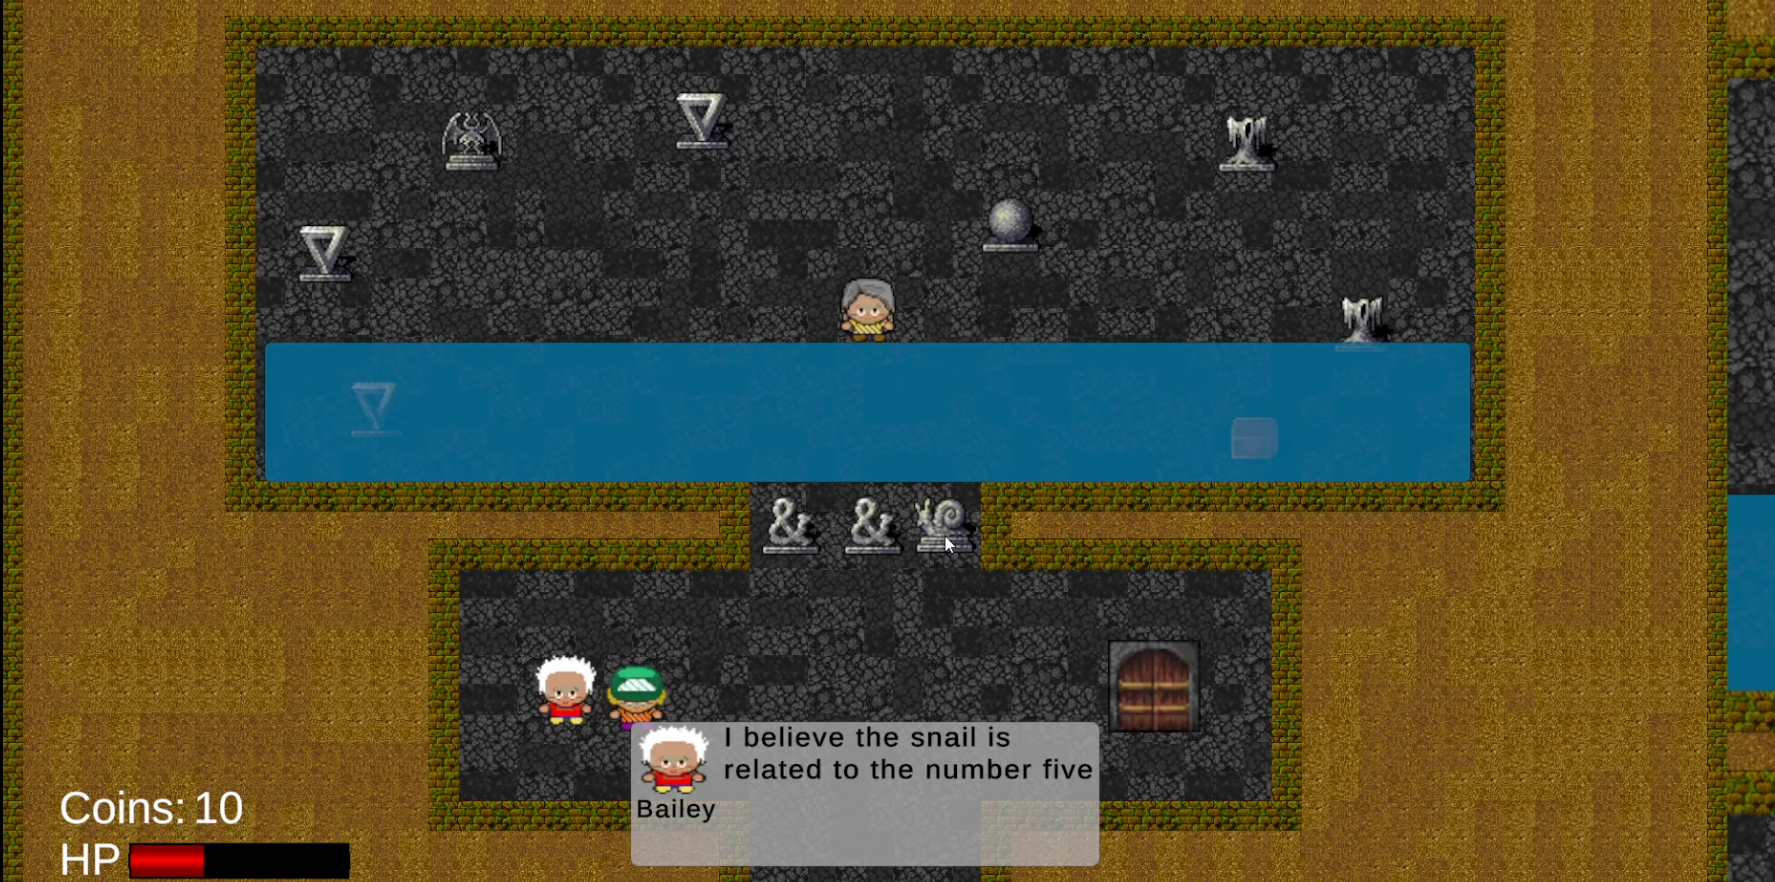 I believe the snail is
related to the number five
Bailey
Coins: 10
HP